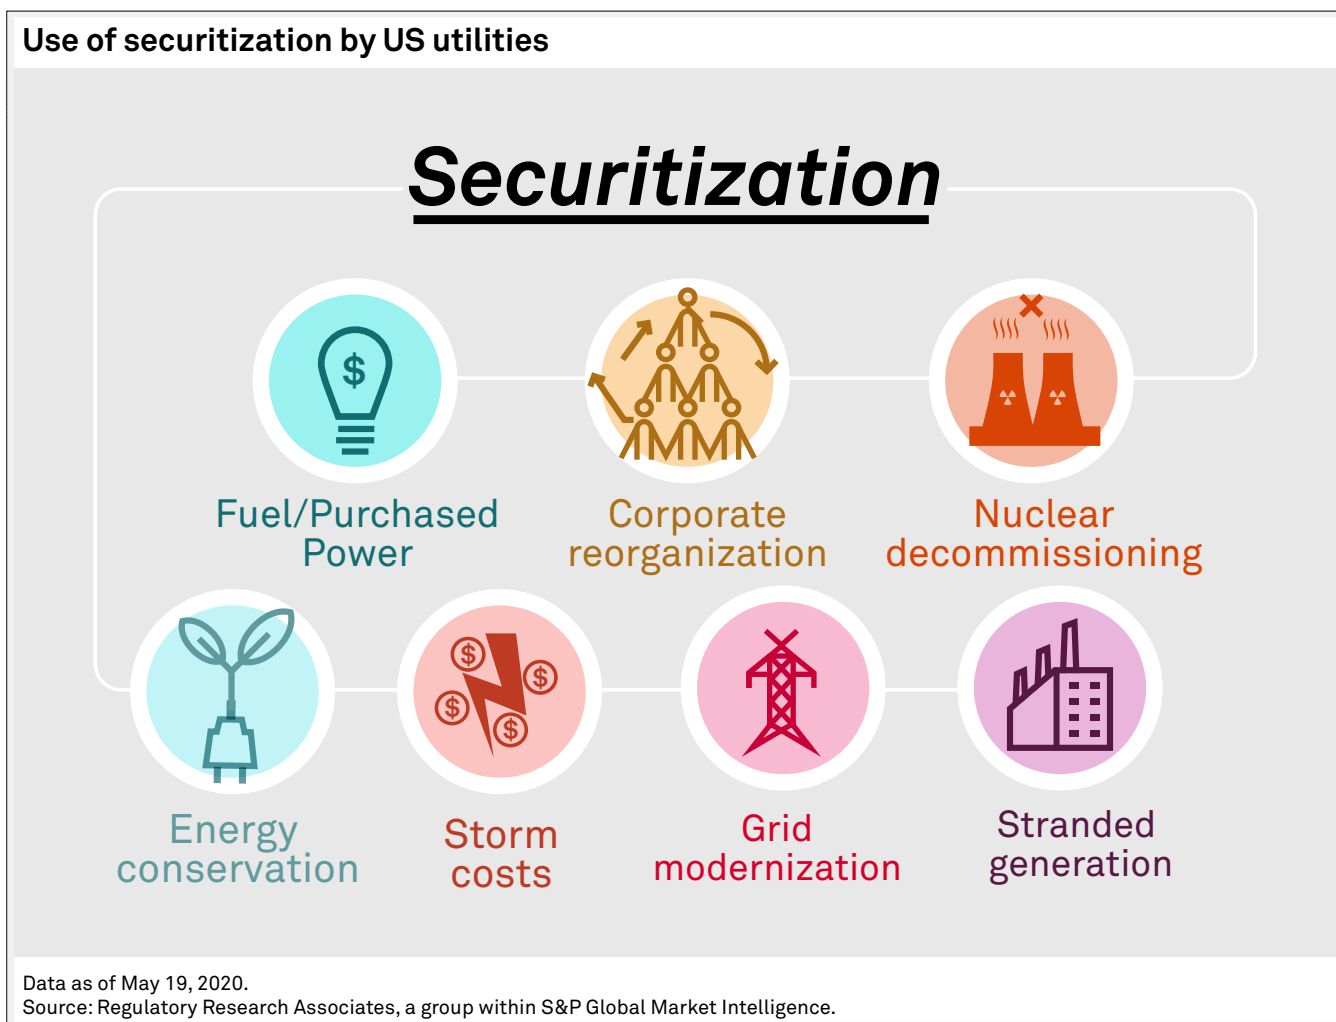 Use of securitization by US utilities
Securitization
$
Fuel/Purchased
Power
Corporate
reorganization
Nuclear
decommissioning
Energy
conservation
$
$
$
$
Storm
costs
Grid
modernization
Stranded
generation
Data as of May 19, 2020.
Source: Regulatory Research Associates, a group within S&P Global Market Intelligence.